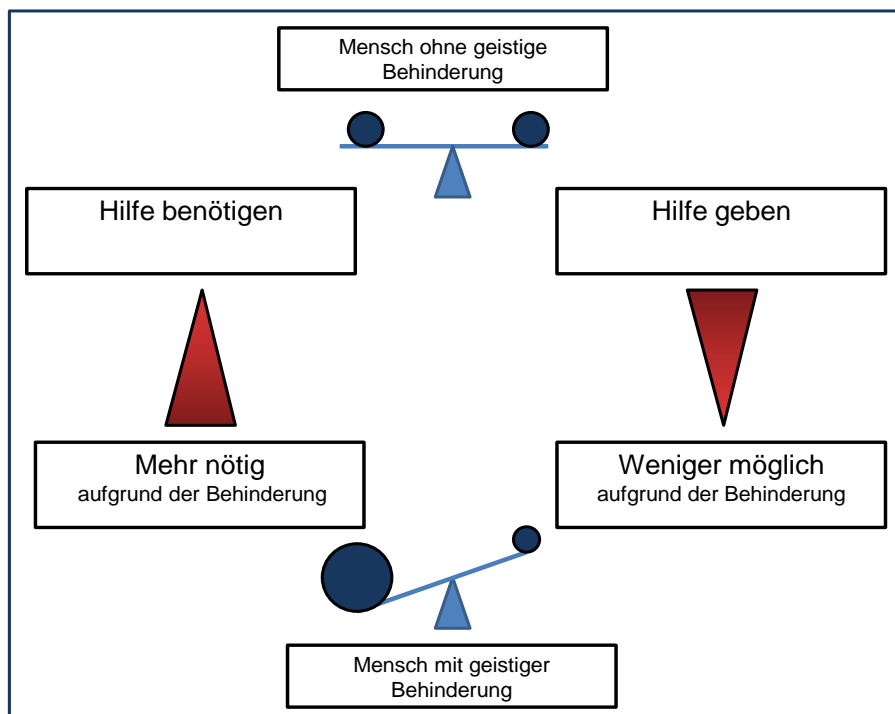 Mensch ohne geistige
Behinderung
Hilfe benötigen
Hilfe geben
Mehr nötig
aufgrund der Behinderung
Weniger möglich
aufgrund der Behinderung
Mensch mit geistiger
Behinderung